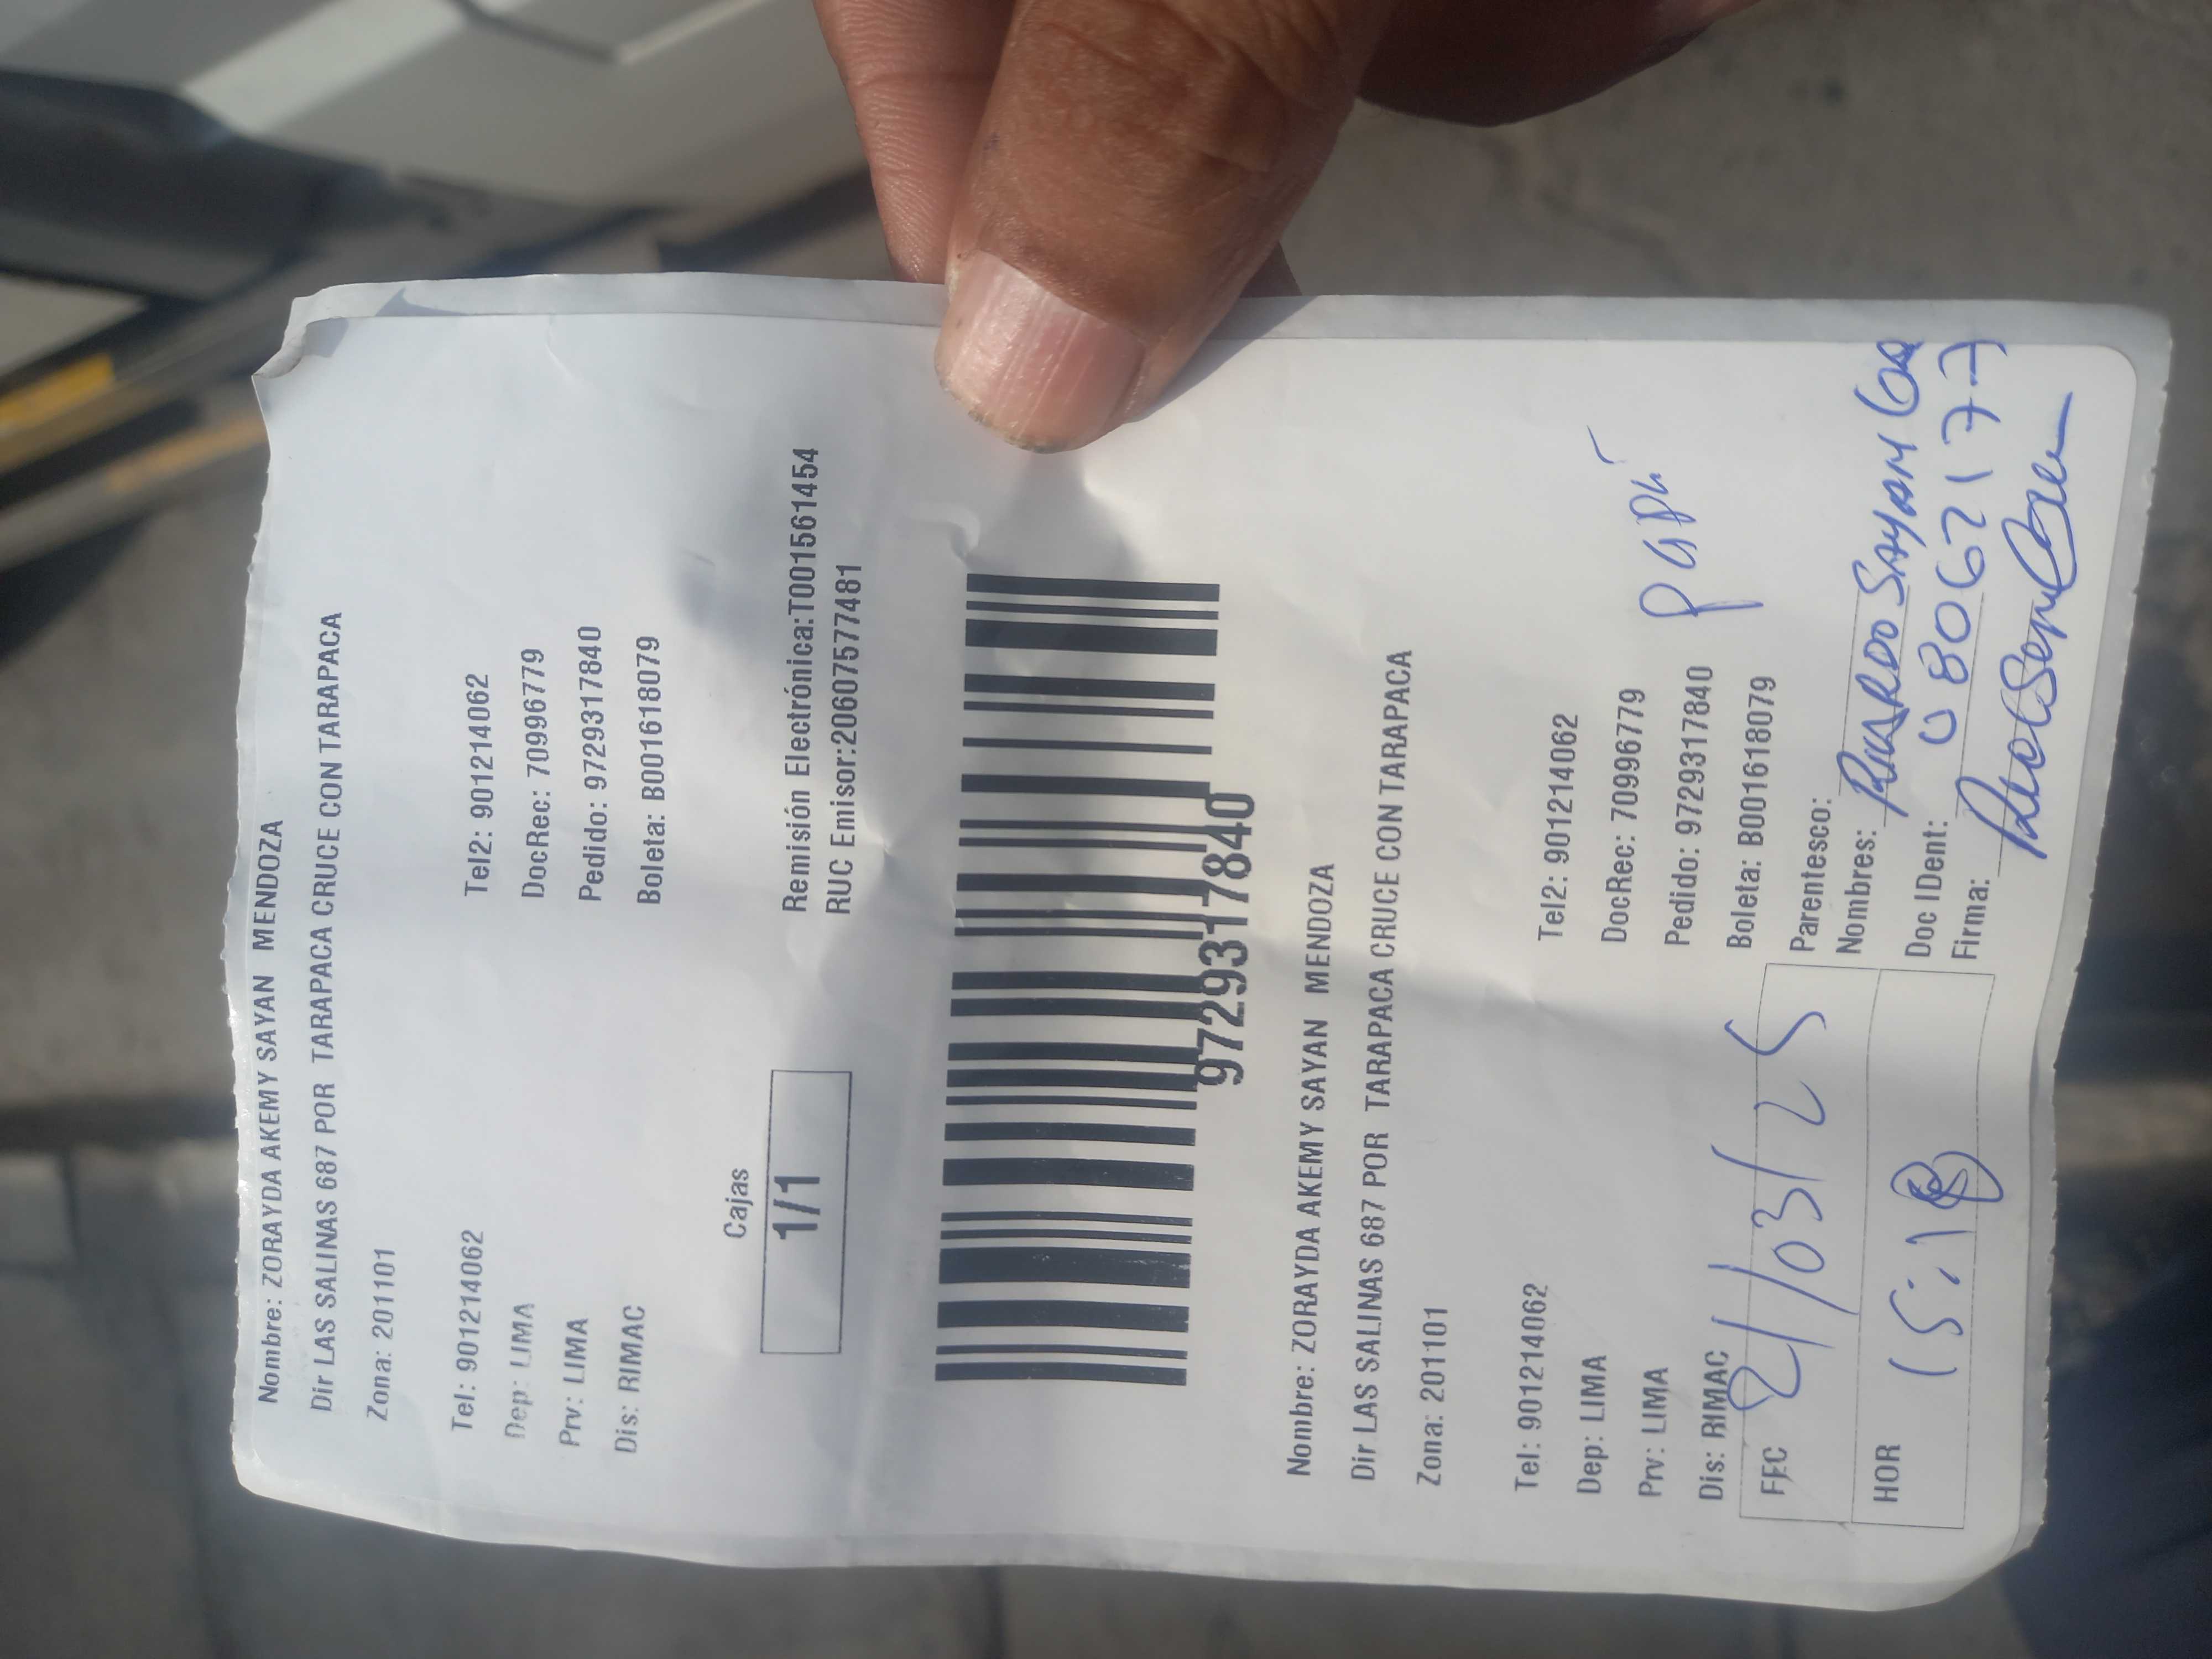 Nombre: ZORAYDA AKEMY SAYAN MENDOZA
Dir LAS SALINAS 687 POR TARAPACA CRUCE CON TARAPACA
Zona: 201101
Tel: 901214062 Tel2: 901214062
Dep: LIMA DocRec: 70996779
Prv: LIMA Pedido: 9729317840
Dis: RIMAC Boleta: B001618079
Cajas
1/1
Remisión Electrónica:T001561454
RUC Emisor:20607577481
9729317840
Nombre: ZORAYDA AKEMY SAYAN MENDOZA
Dir LAS SALINAS 687 POR TARAPACA CRUCE CON TARAPACA
Zona: 201101
Tel: 901214062 Tel2: 901214062
Dep: LIMA DocRec: 70996779
Prv: LIMA Pedido: 9729317840
Dis: RIMAC Boleta: B001618079
FEC 21/03/25 Parentesco: papá
Nombres: SAYAN
HOR 15:18 Doc IDent: 08062177
Firma: